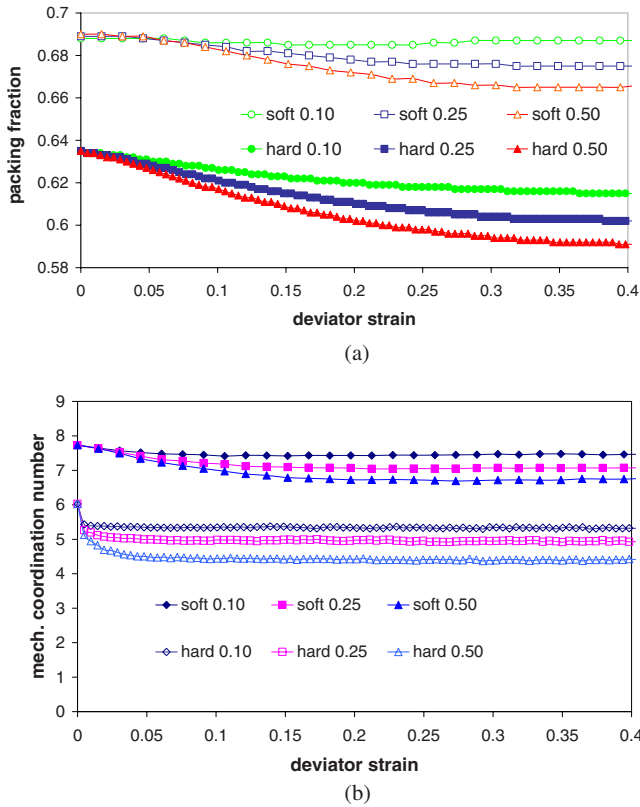 0.7
0.68
0.66
0.64
0.62
0.6
0.58
packing fraction
soft 0.10 soft 0.25 soft 0.50
hard 0.10 hard 0.25 hard 0.50
0 0.05 0.1 0.15 0.2 0.25 0.3 0.35 0.4
deviator strain
(a)
9
8
7
6
5
4
3
2
1
0
mech. coordination number
soft 0.10 soft 0.25 soft 0.50
hard 0.10 hard 0.25 hard 0.50
0 0.05 0.1 0.15 0.2 0.25 0.3 0.35 0.4
deviator strain
(b)